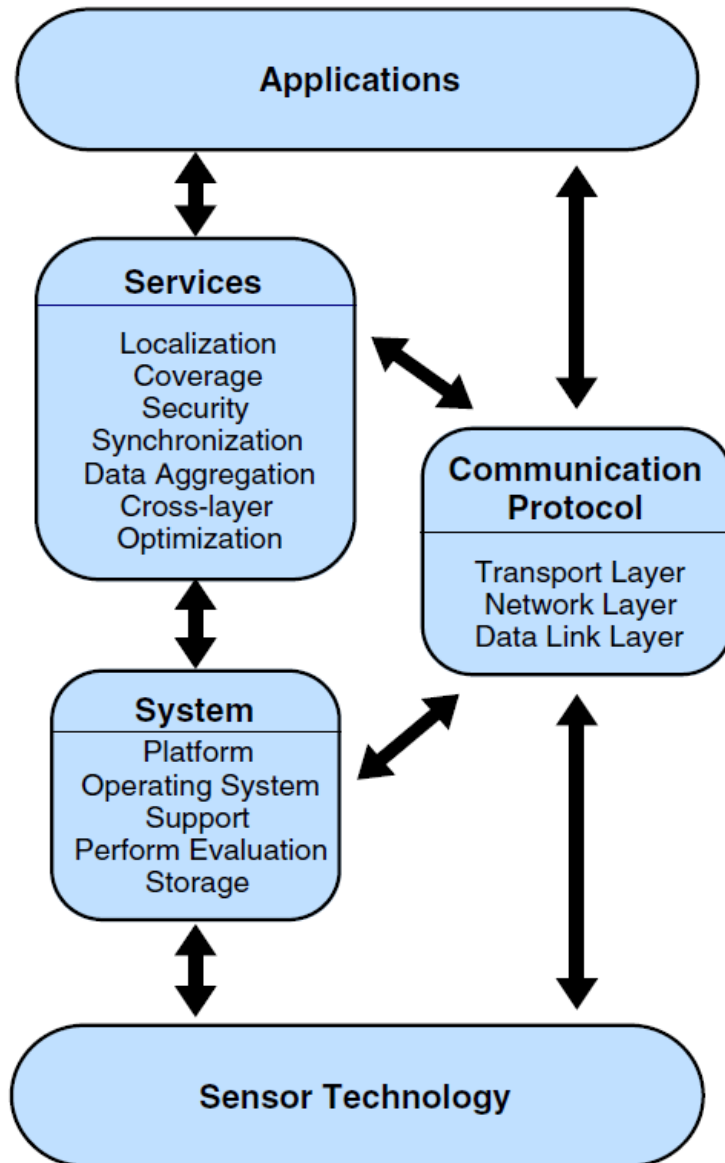 Applications
Services
Localization
Coverage
Security
Synchronization
Data Aggregation
Cross-layer
Optimization
Communication
Protocol
Transport Layer
Network Layer
Data Link Layer
System
Platform
Operating System
Support
Perform Evaluation
Storage
Sensor Technology